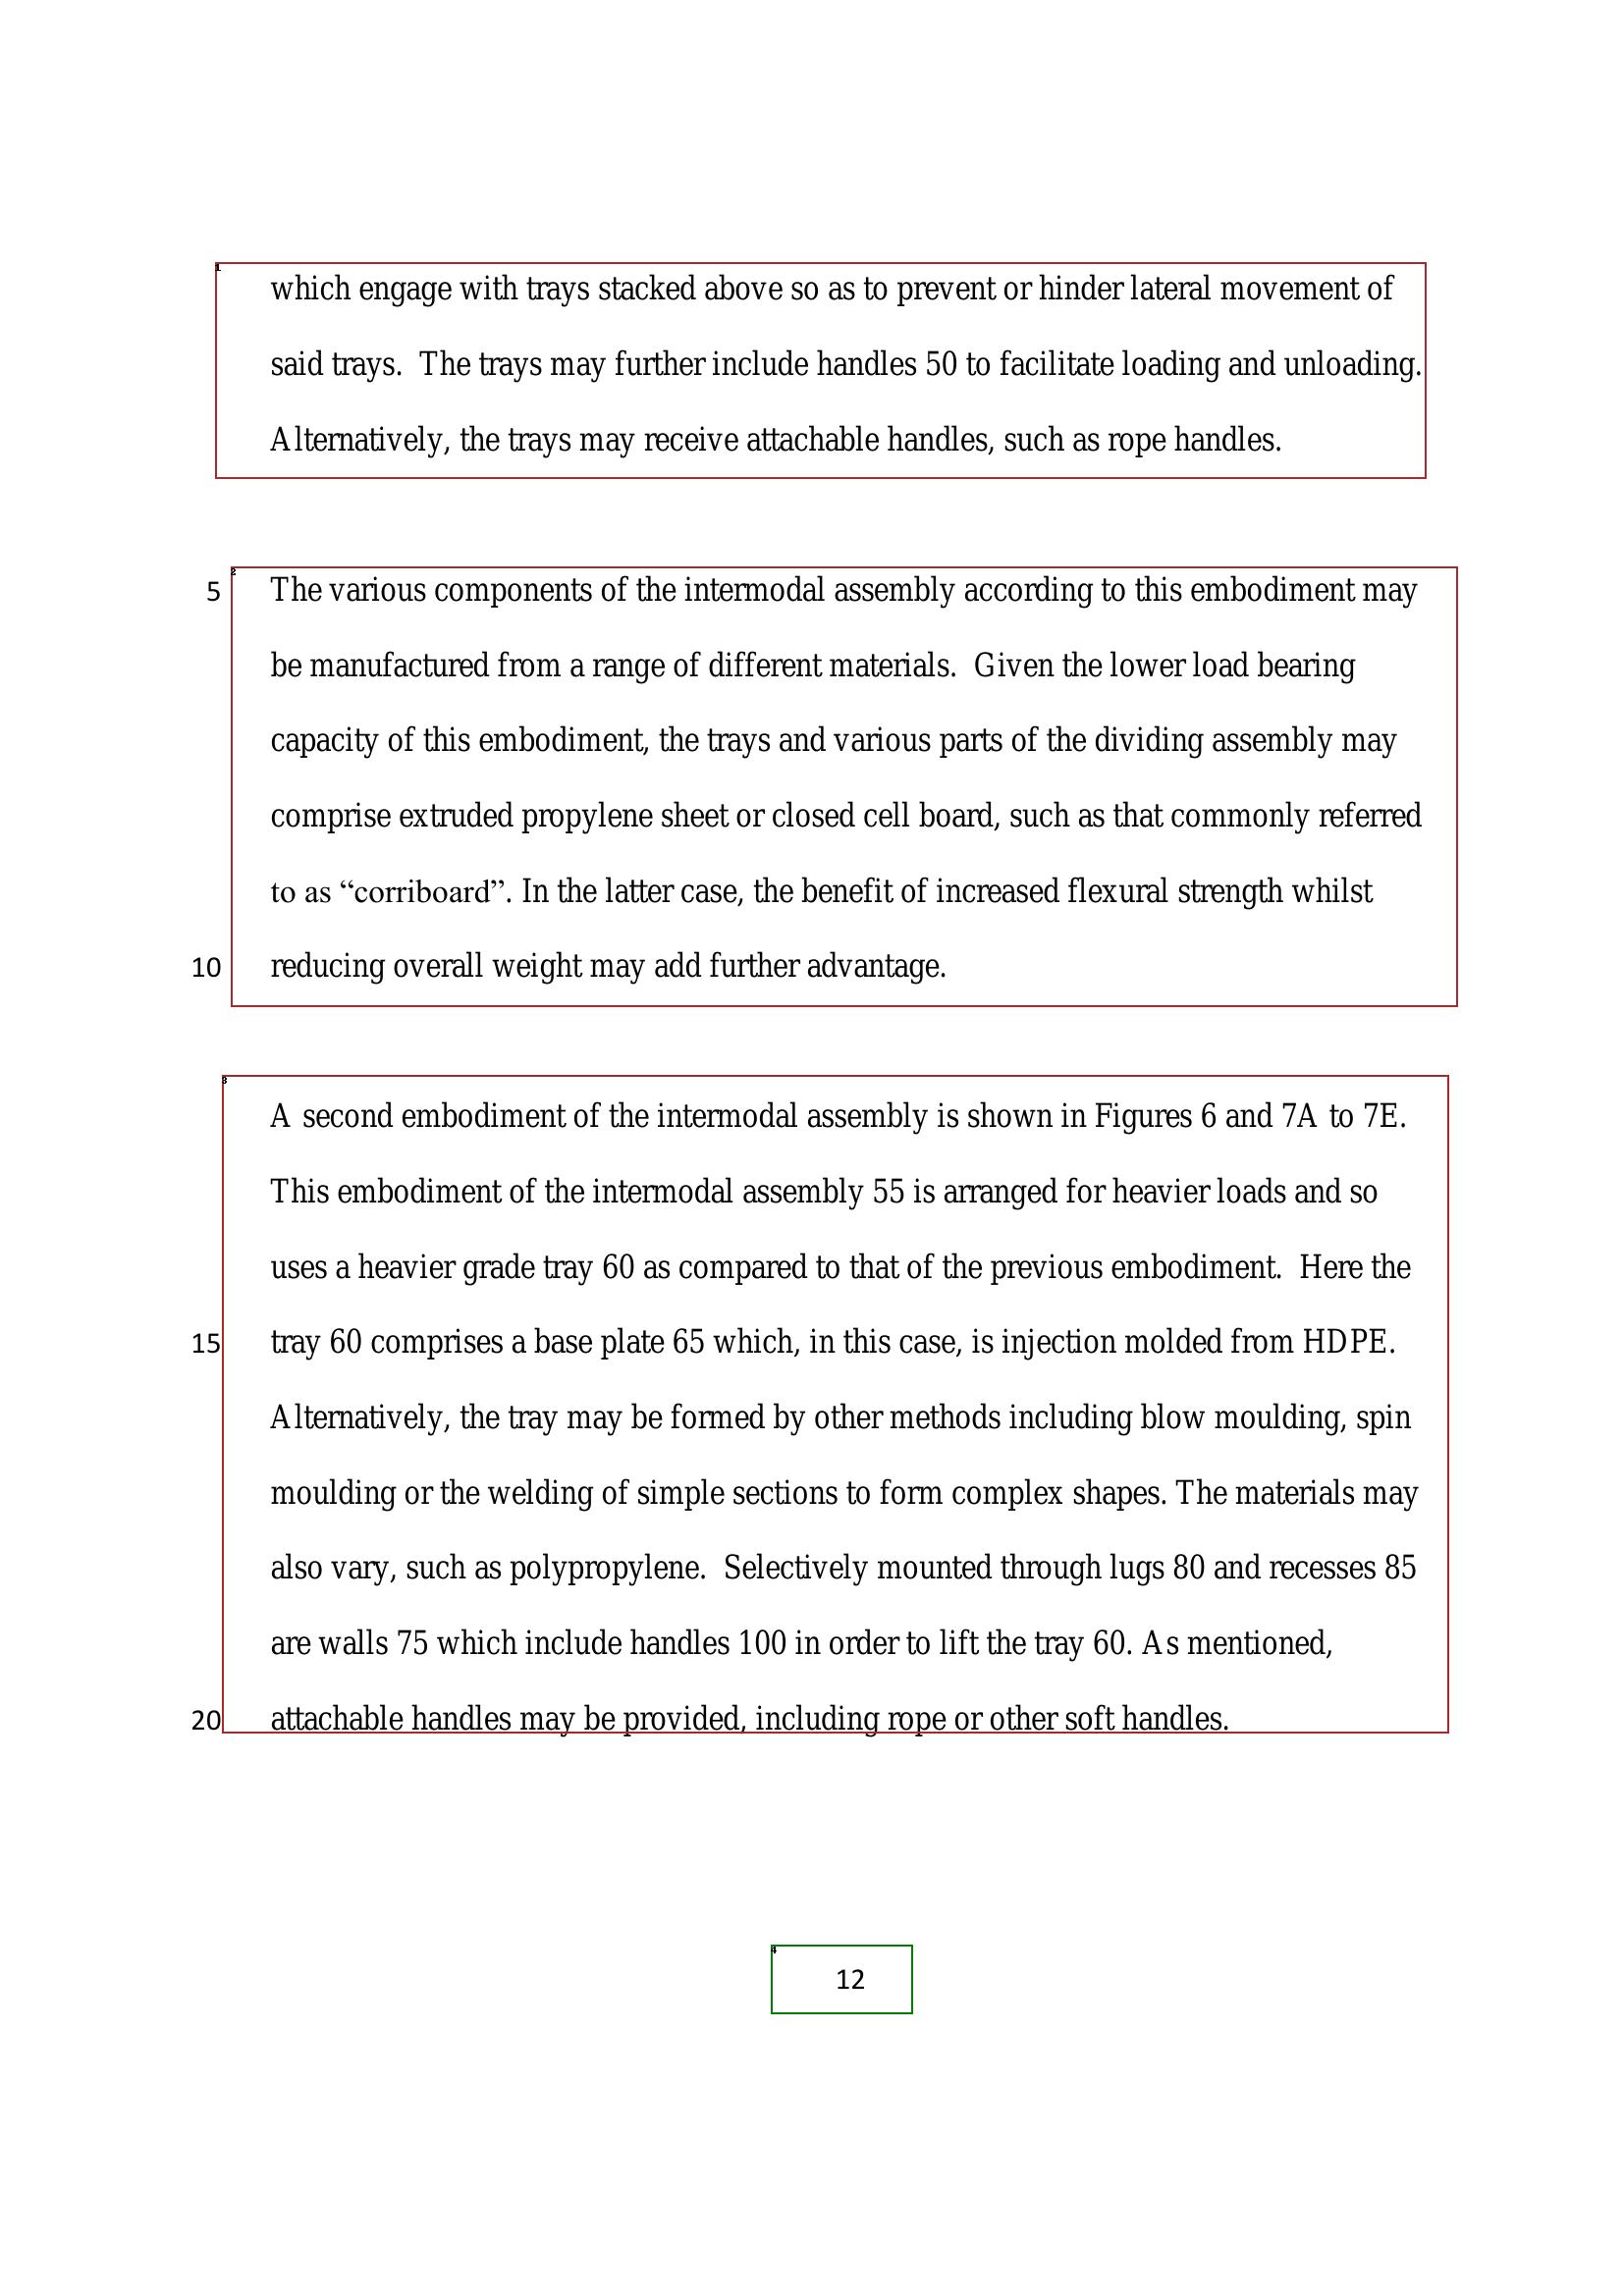 which engage with trays stacked above so as to prevent or hinder lateral movement of
said trays.  The trays may further include handles 50 to facilitate loading and unloading.
Alternatively, the trays may receive attachable handles, such as rope handles.
5 The various components of the intermodal assembly according to this embodiment may
be manufactured from a range of different materials.  Given the lower load bearing
capacity of this embodiment, the trays and various parts of the dividing assembly may
comprise extruded propylene sheet or closed cell board, such as that commonly referred
to as “corriboard”. In the latter case, the benefit of increased flexural strength whilst
10 reducing overall weight may add further advantage.
A second embodiment of the intermodal assembly is shown in Figures 6 and 7A to 7E.
This embodiment of the intermodal assembly 55 is arranged for heavier loads and so
uses a heavier grade tray 60 as compared to that of the previous embodiment.  Here the
15 tray 60 comprises a base plate 65 which, in this case, is injection molded from HDPE.
Alternatively, the tray may be formed by other methods including blow moulding, spin
moulding or the welding of simple sections to form complex shapes. The materials may
also vary, such as polypropylene.  Selectively mounted through lugs 80 and recesses 85
are walls 75 which include handles 100 in order to lift the tray 60. As mentioned,
20 attachable handles may be provided, including rope or other soft handles.
12